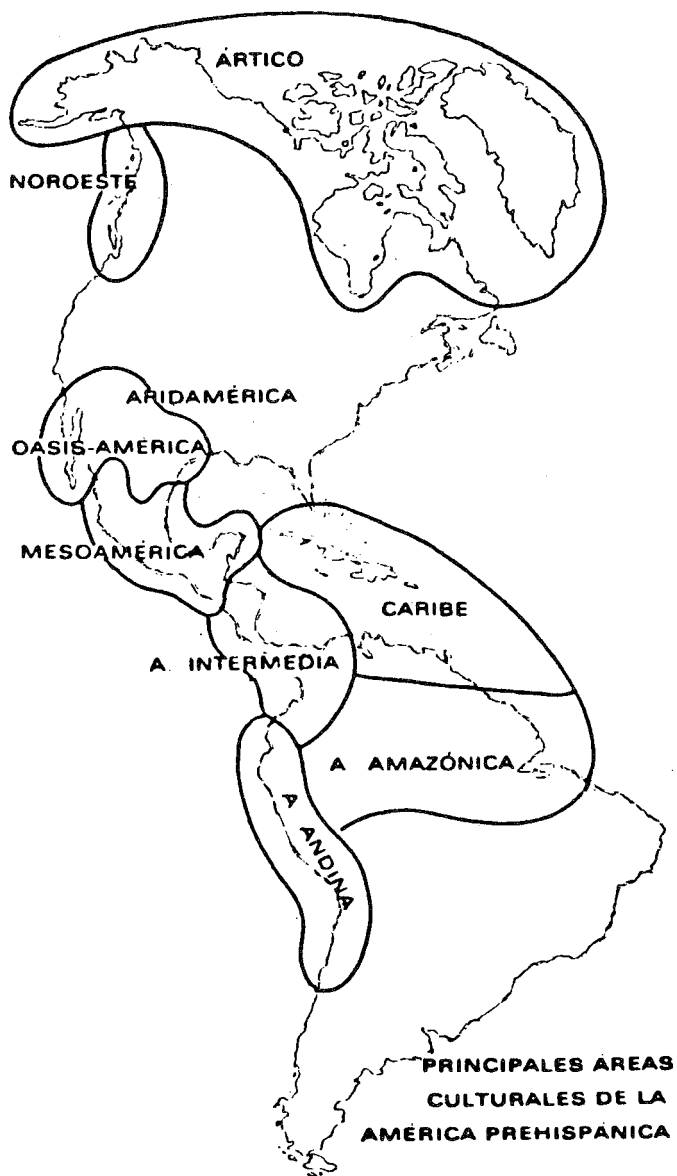 ÁRTICO
NOROESTE
ARIDAMÉRICA
OASIS-AMÉRICA
MESOAMÉRICA
CARIBE
A. INTERMEDIA
A AMAZÓNICA
A ANDINA
PRINCIPALES ÁREAS
CULTURALES DE LA
AMÉRICA PREHISPÁNICA